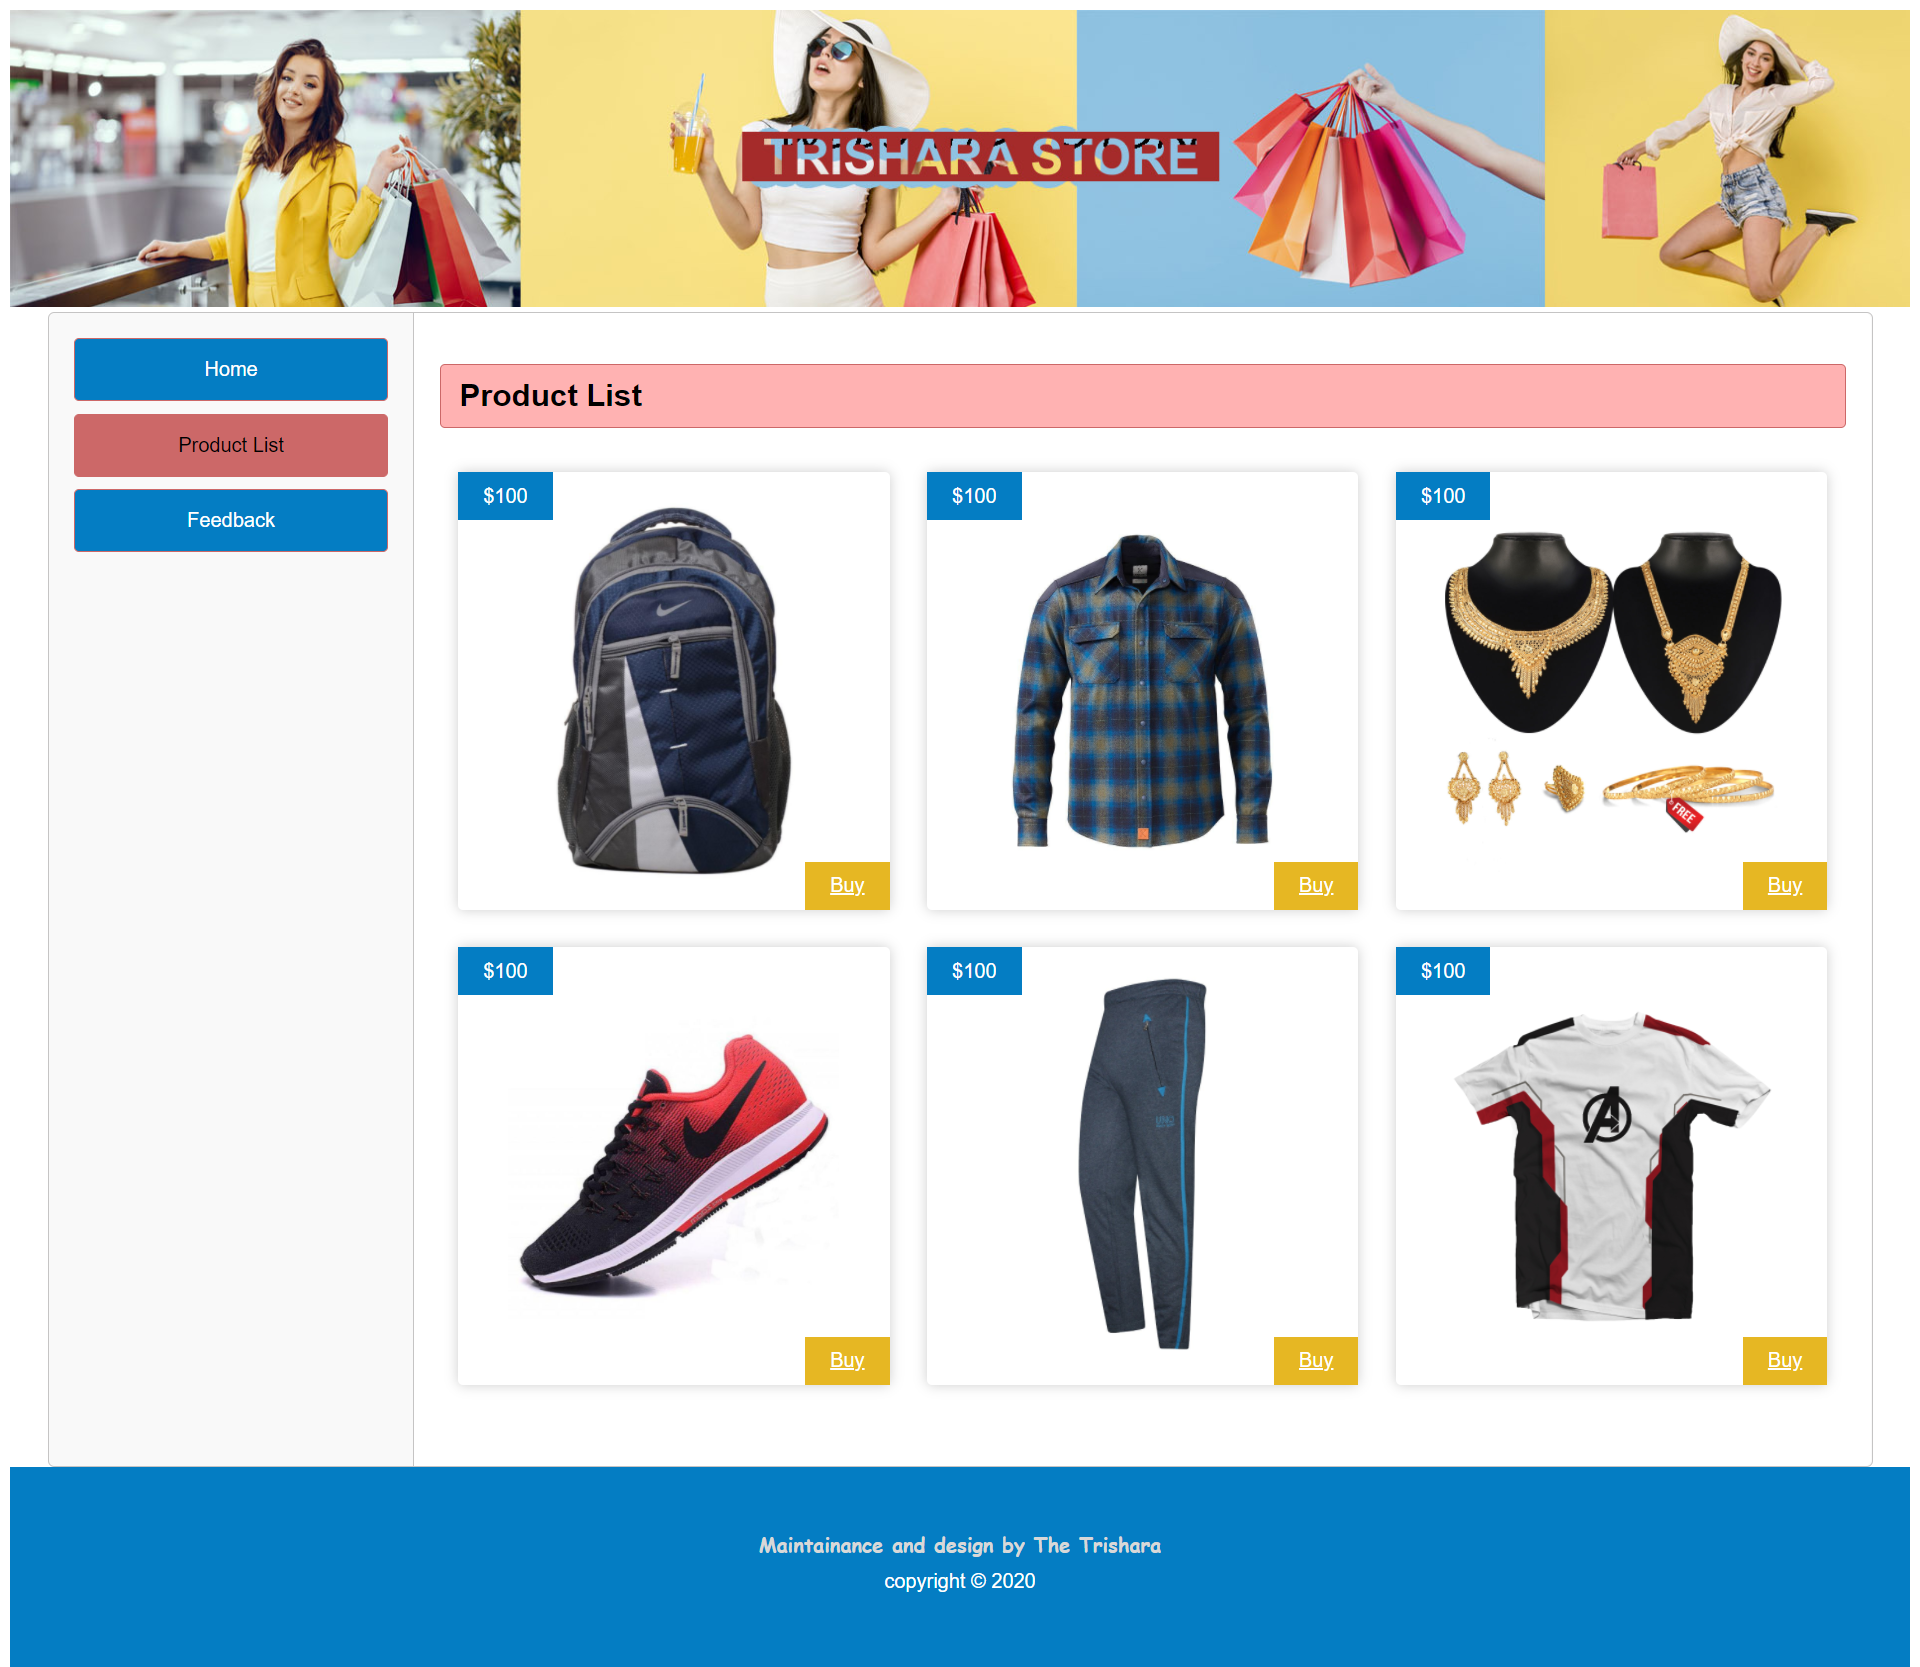 TRISHARA STORE
Home
Product List
Feedback
Product List
$100
$100
$100
FREE
Buy
Buy
Buy
$100
$100
$100
Buy
Buy
Buy
Maintainance and design by The Trishara
copyright © 2020